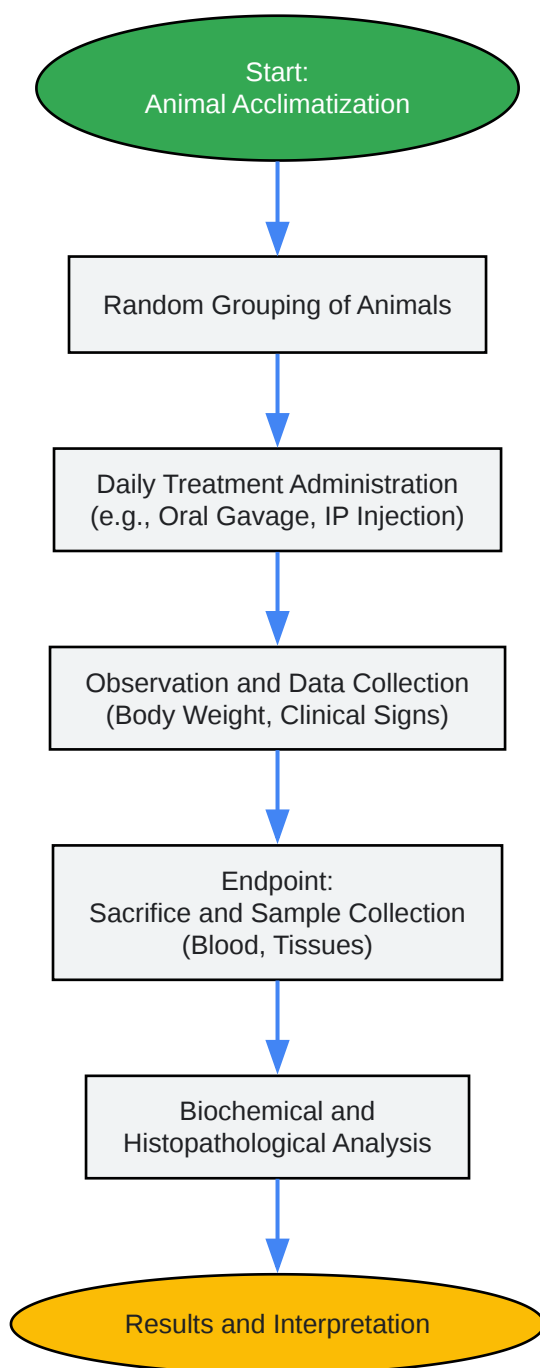 Start:
Animal Acclimatization
Random Grouping of Animals
Daily Treatment Administration
(e.g., Oral Gavage, IP Injection)
Observation and Data Collection
(Body Weight, Clinical Signs)
Endpoint:
Sacrifice and Sample Collection
(Blood, Tissues)
Biochemical and
Histopathological Analysis
Results and Interpretation